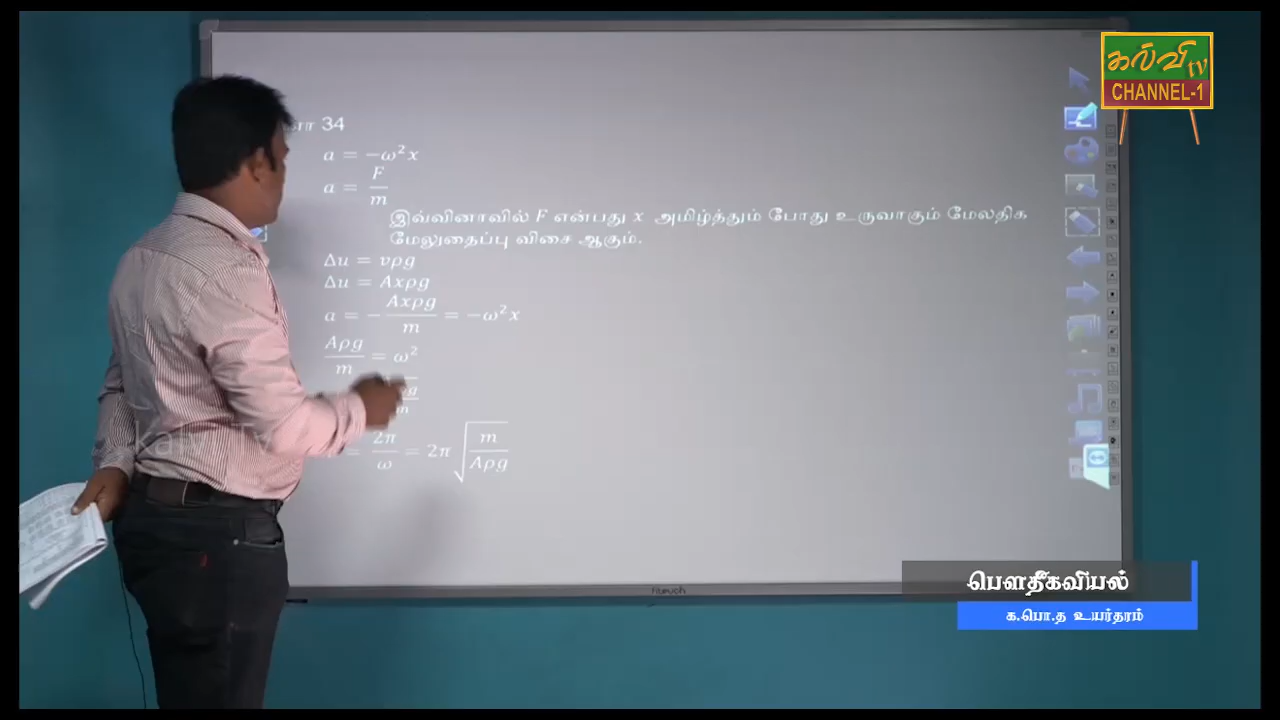 கல்வி tv
CHANNEL-1
34
a = −ω²x
a = F/m
இவ்வினாவில் F என்பது x அமிழ்த்தும் போது உருவாகும் மேலதிக
மேலுதைப்பு விசை ஆகும்.
Δu = vρg
Δu = Axρg
a = − Axρg/m = −ω²x
Aρg/m = ω²
= 2π/ω = 2π√(m/Aρg)
பௌதீகவியல்
க.பொ.த உயர்தரம்